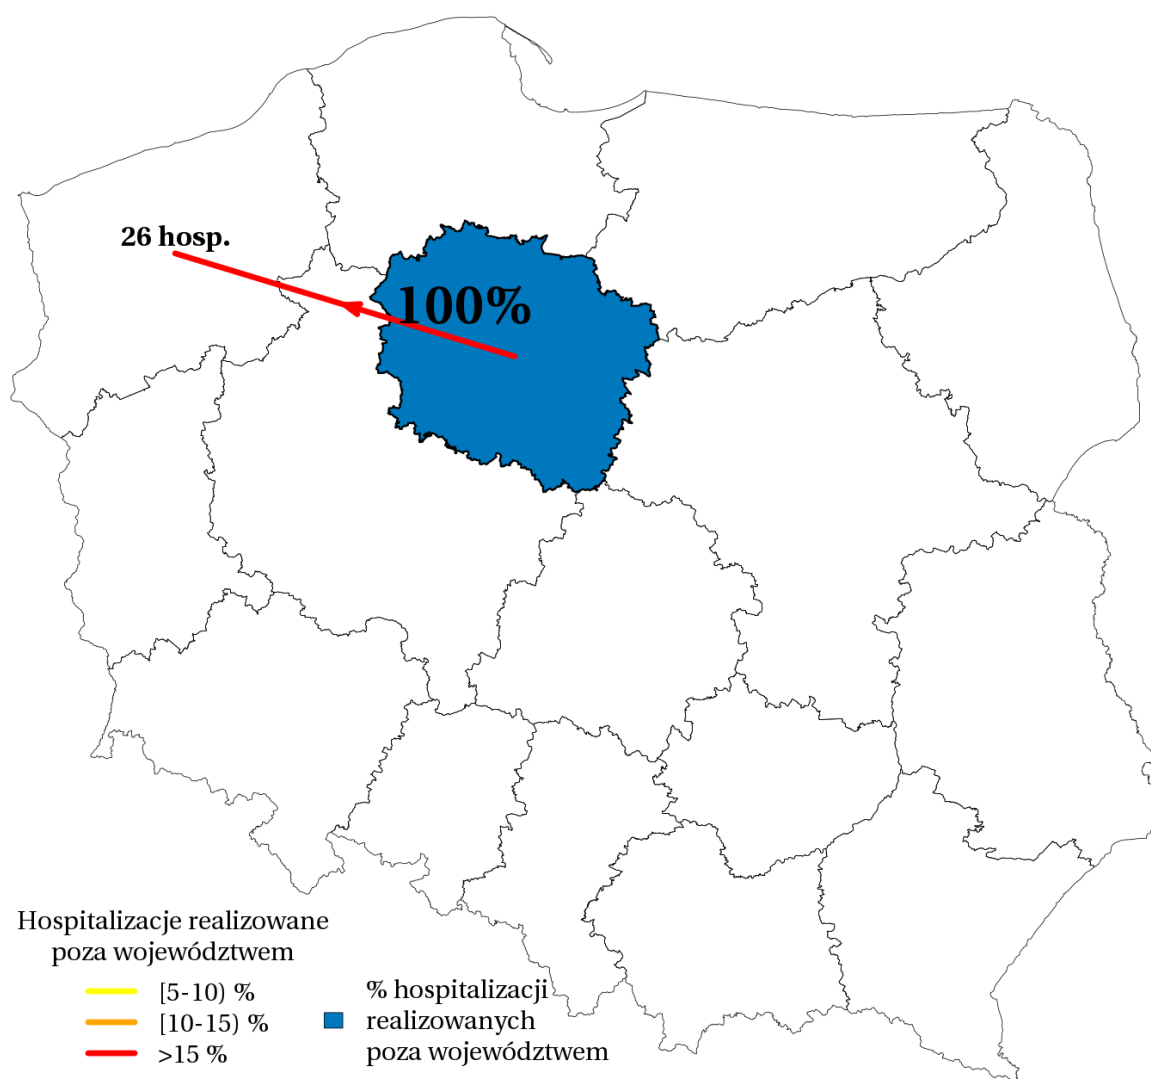 26 hosp.
100%
Hospitalizacje realizowane
poza województwem
[5-10) %
[10-15) %
>15 %
% hospitalizacji
realizowanych
poza województwem